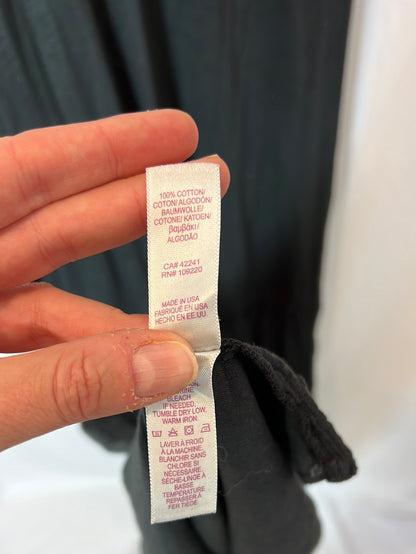 100% COTTON/
COTON/ALGODÓN/
BAUMWOLLE/
COTONE/ KATOEN/
βαμβάκι/
ALGODÃO
CA# 42241
RN# 109220
MADE IN USA
FABRIQUÉ EN USA
HECHO EN EE.UU
BLEACH
IF NEEDED,
TUMBLE DRY LOW,
WARM IRON.
LAVER À FROID
À LA MACHINE.
BLANCHIR SANS
CHLORE SI
NÉCESSAIRE,
SÈCHE-LINGE À
BASSE
TEMPÉRATURE
REPASSER À
FER TIÈDE